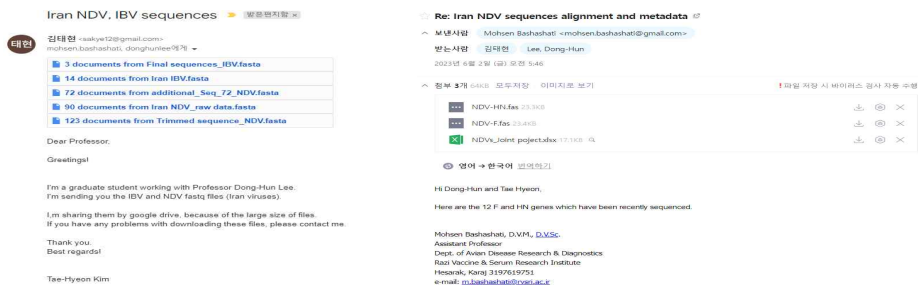 Iran NDV, IBV sequences 받은편지함 ×
태현
김태현 <aakye12@gmail.com>
mohsen.bashashati, donghunlee에게
3 documents from Final sequences_IBV.fasta
14 documents from Iran IBV.fasta
72 documents from additional_Seq_72_NDV.fasta
90 documents from Iran NDV_raw data.fasta
123 documents from Trimmed sequence_NDV.fasta
Dear Professor,
Greetings!
I'm a graduate student working with Professor Dong-Hun Lee.
I'm sending you the IBV and NDV fastq files (Iran viruses).
I,m sharing them by google drive, because of the large size of files.
If you have any problems with downloading these files, please contact me.
Thank you.
Best regards!
Tae-Hyeon Kim
Re: Iran NDV sequences alignment and metadata
보낸사람 Mohsen Bashashati <mohsen.bashashati@gmail.com>
받는사람 김태현 Lee, Dong-Hun
2023년 6월 2일 (금) 오전 5:46
첨부 3개 64KB 모두저장 이미지로 보기
! 파일 저장 시 바이러스 검사 자동 수행
NDV-HN.fas 23.3KB
NDV-F.fas 23.4KB
NDVs_Joint poject.xlsx 17.1KB
영어 → 한국어 번역하기
Hi Dong-Hun and Tae Hyeon,
Here are the 12 F and HN genes which have been recently sequenced.
Mohsen Bashashati, D.V.M., D.V.Sc.
Assistant Professor
Dept. of Avian Disease Research & Diagnostics
Razi Vaccine & Serum Research Institute
Hesarak, Karaj 3197619751
e-mail: m.bashashati@rvsri.ac.ir